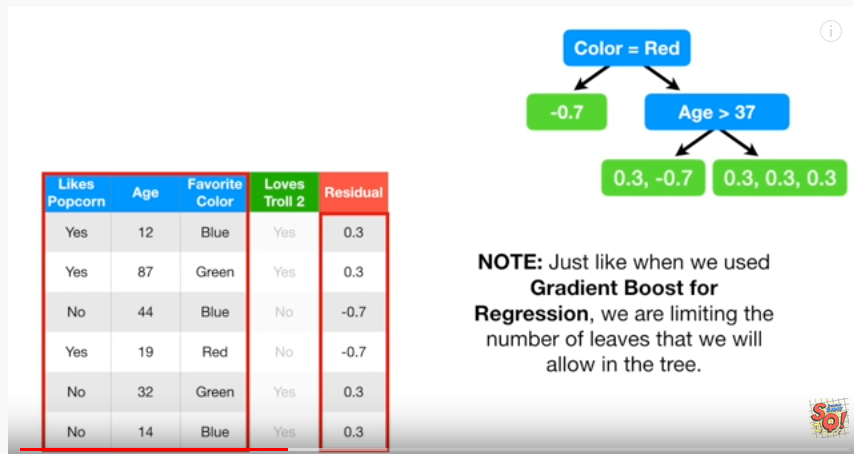 Color = Red
-0.7
Age > 37
0.3, -0.7
0.3, 0.3, 0.3
Likes Popcorn Age Favorite Color Loves Troll 2 Residual
Yes 12 Blue Yes 0.3
Yes 87 Green Yes 0.3
No 44 Blue No -0.7
Yes 19 Red No -0.7
No 32 Green Yes 0.3
No 14 Blue Yes 0.3
NOTE: Just like when we used
Gradient Boost for
Regression, we are limiting the
number of leaves that we will
allow in the tree.
SQ!